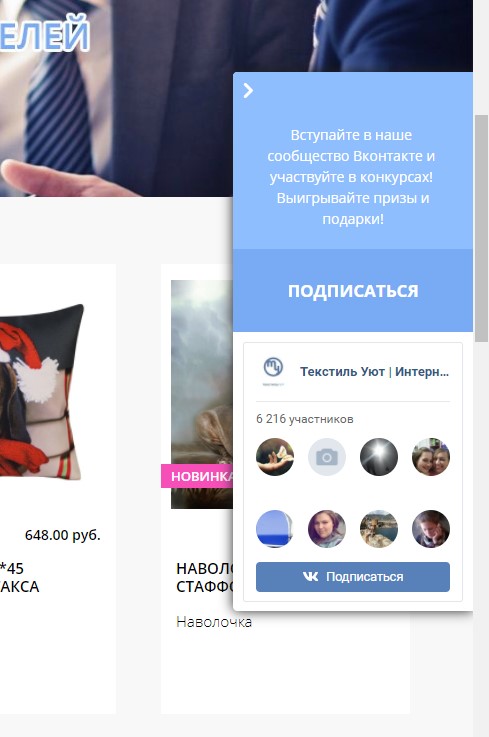 ЕЛЕЙ
Вступайте в наше
сообщество Вконтакте и
участвуйте в конкурсах!
Выигрывайте призы и
подарки!
ПОДПИСАТЬСЯ
Текстиль Уют | Интерн...
6 216 участников
Подписаться
648.00 руб.
*45
АКСА
НОВИНКА
НАВОЛО
СТАФФО
Наволочка